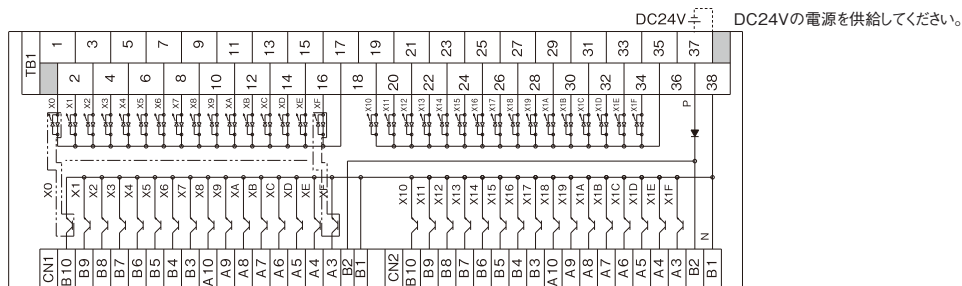 DC24V DC24Vの電源を供給してください。
TB1
1 3 5 7 9 11 13 15 17 19 21 23 25 27 29 31 33 35 37
2 4 6 8 10 12 14 16 18 20 22 24 26 28 30 32 34 36 38
X0 X1 X2 X3 X4 X5 X6 X7 X8 X9 XA XB XC XD XE XF X10 X11 X12 X13 X14 X15 X16 X17 X18 X19 X1A X1B X1C X1D X1E X1F P
X0 X1 X2 X3 X4 X5 X6 X7 X8 X9 XA XB XC XD XE XF X10 X11 X12 X13 X14 X15 X16 X17 X18 X19 X1A X1B X1C X1D X1E X1F N
CN1 B10 B9 B8 B7 B6 B5 B4 B3 A10 A9 A8 A7 A6 A5 A4 A3 B2 B1 CN2 B10 B9 B8 B7 B6 B5 B4 B3 A10 A9 A8 A7 A6 A5 A4 A3 B2 B1